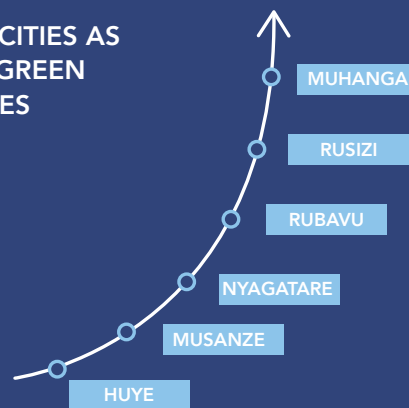 CITIES AS
GREEN
ES
MUHANGA
RUSIZI
RUBAVU
NYAGATARE
MUSANZE
HUYE